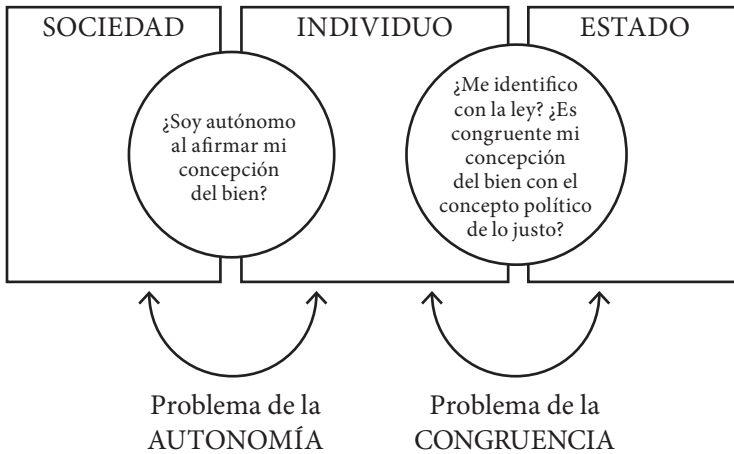 SOCIEDAD
INDIVIDUO
ESTADO
¿Soy autónomo
al afirmar mi
concepción
del bien?
¿Me identifico
con la ley? ¿Es
congruente mi
concepción
del bien con el
concepto político
de lo justo?
Problema de la
AUTONOMÍA
Problema de la
CONGRUENCIA